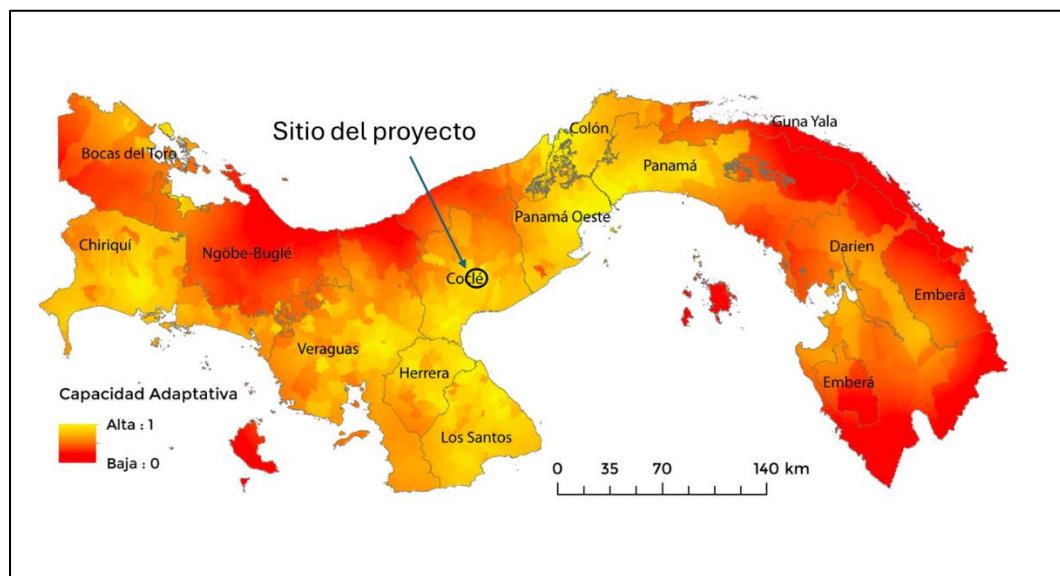 Sitio del proyecto
Guna Yala
Colón
Bocas del Toro
Panamá
Panamá Oeste
Chiriquí
Ngöbe-Buglé
Darien
Coclé
Emberá
Veraguas
Herrera
Emberá
Capacidad Adaptativa
Alta : 1
Baja : 0
Los Santos
0 35 70 140 km